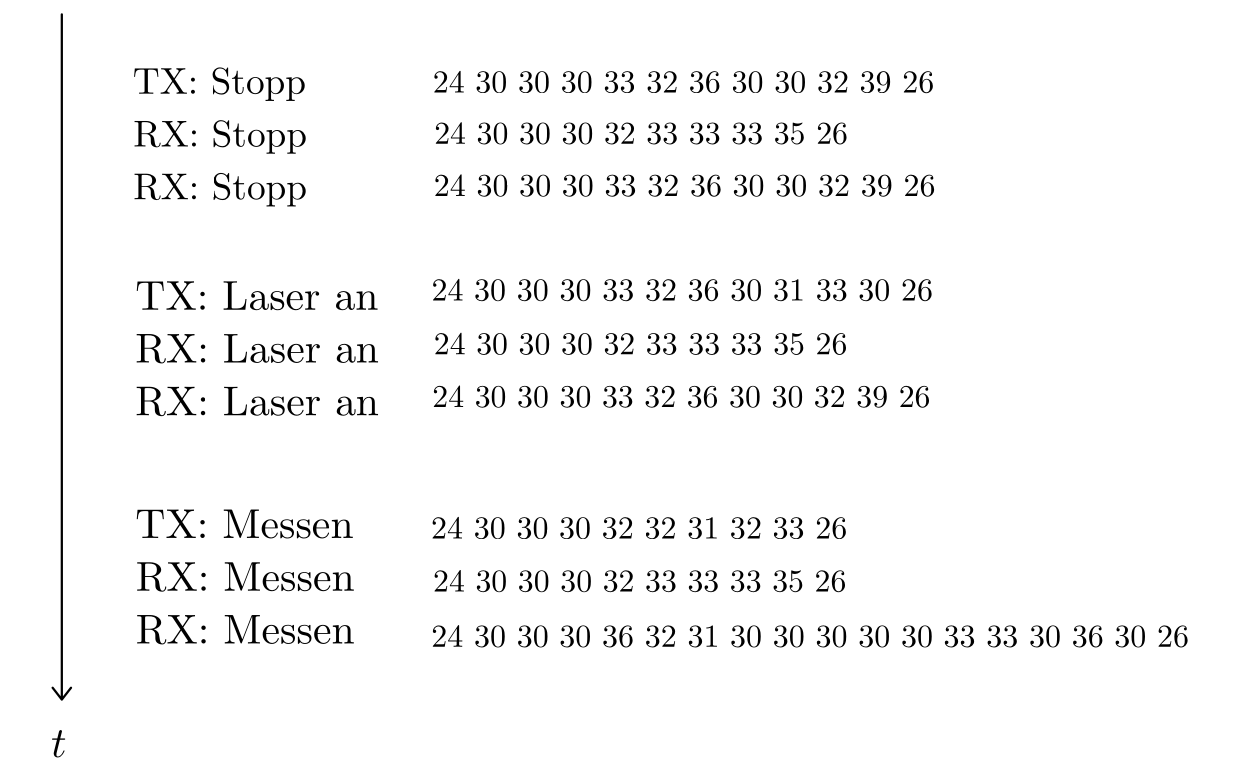 TX: Stopp 24 30 30 30 33 32 36 30 30 32 39 26
RX: Stopp 24 30 30 30 32 33 33 33 35 26
RX: Stopp 24 30 30 30 33 32 36 30 30 32 39 26
TX: Laser an 24 30 30 30 33 32 36 30 31 33 30 26
RX: Laser an 24 30 30 30 32 33 33 33 35 26
RX: Laser an 24 30 30 30 33 32 36 30 30 32 39 26
TX: Messen 24 30 30 30 32 32 31 32 33 26
RX: Messen 24 30 30 30 32 33 33 33 35 26
RX: Messen 24 30 30 30 36 32 31 30 30 30 30 30 33 33 30 36 30 26
t